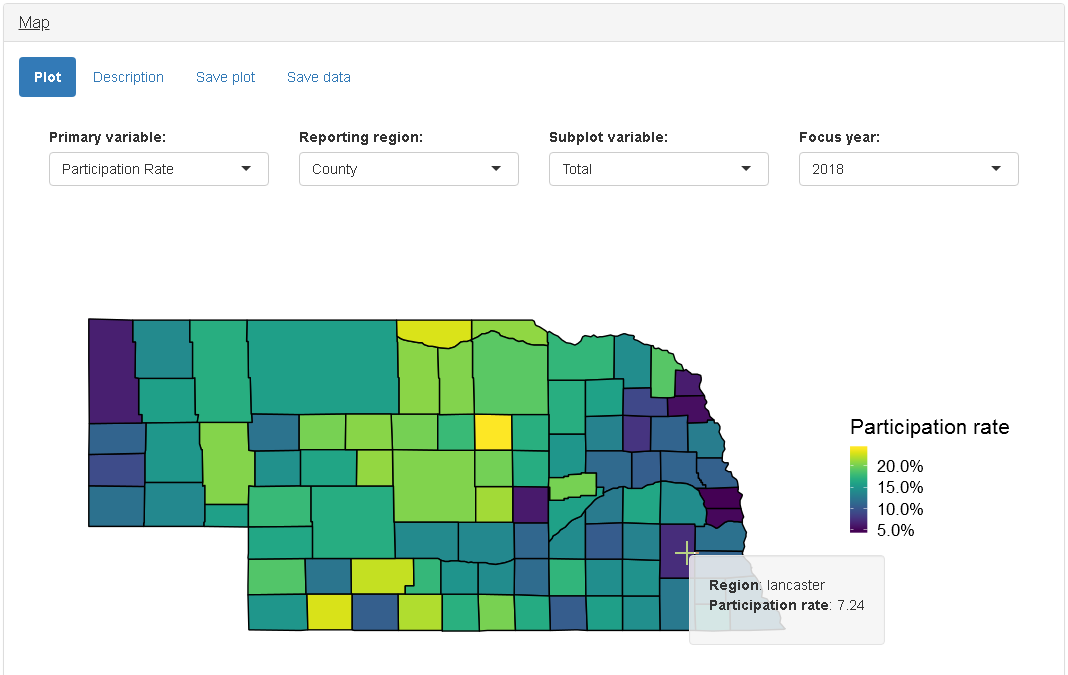 Map
Plot Description Save plot Save data
Primary variable: Reporting region: Subplot variable: Focus year:
Participation Rate County Total 2018
Participation rate
20.0%
15.0%
10.0%
5.0%
Region: lancaster
Participation rate: 7.24